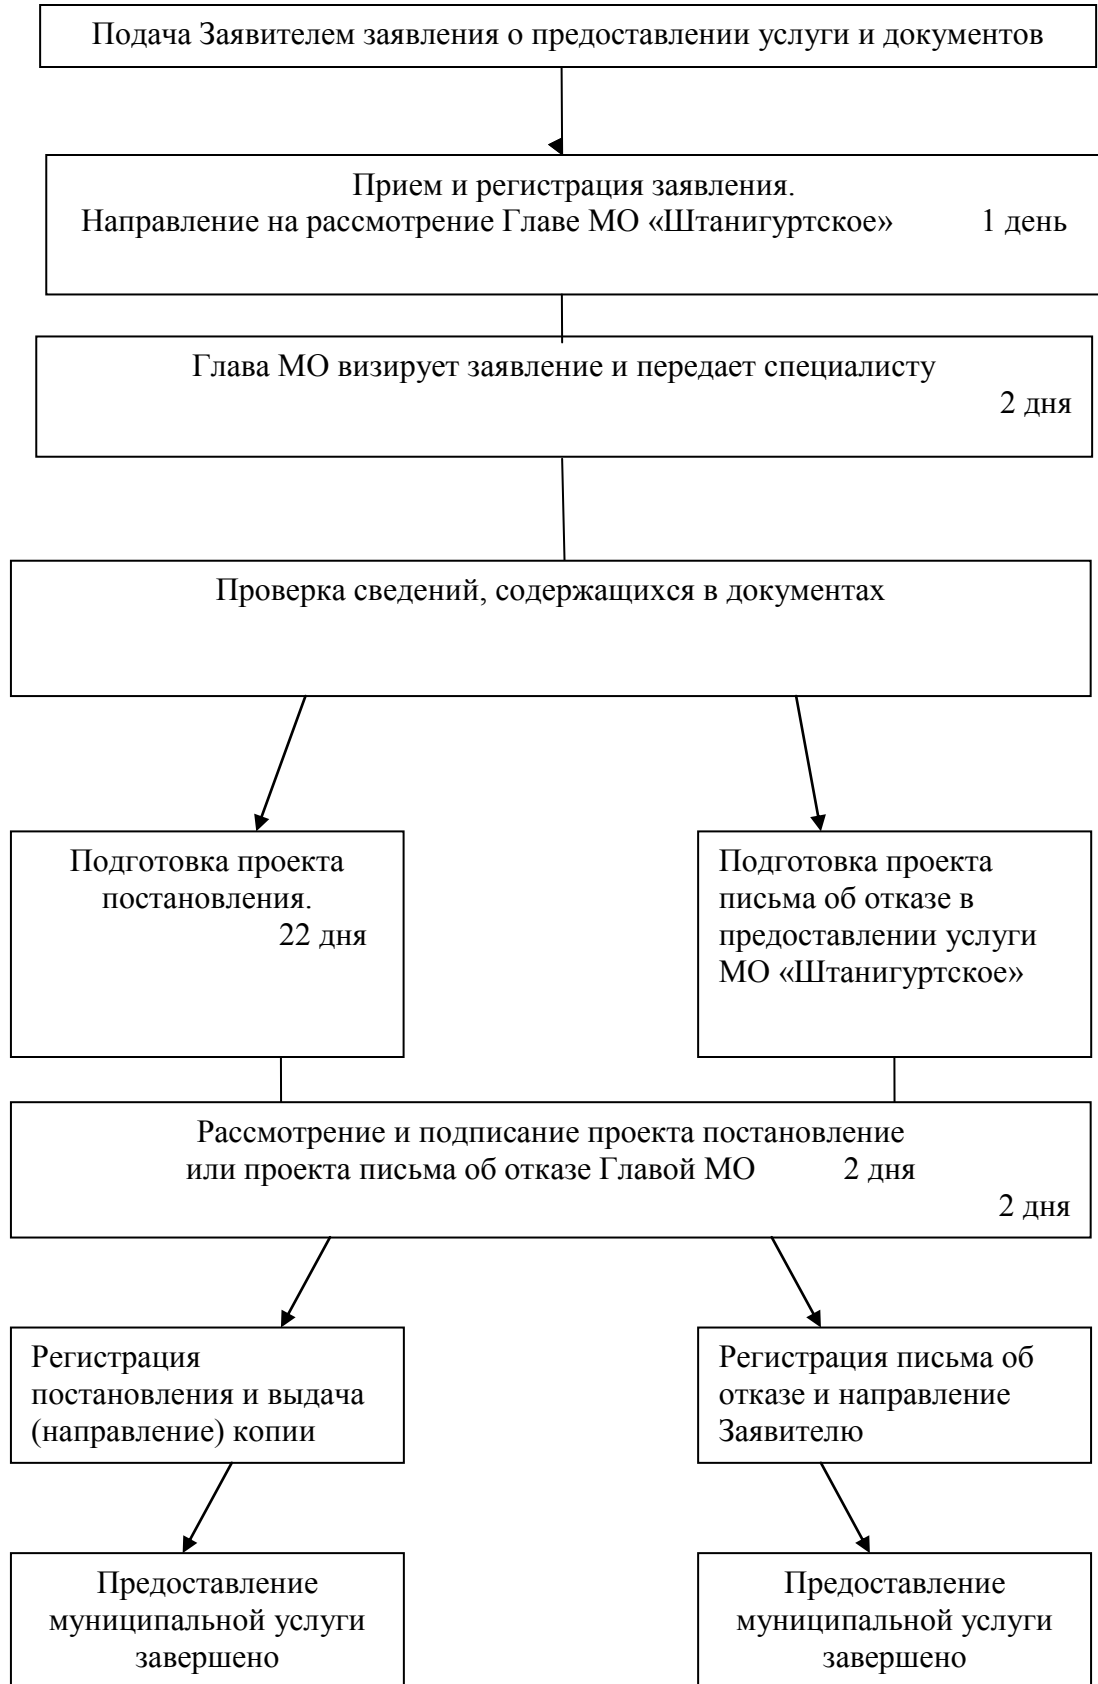 Подача Заявителем заявления о предоставлении услуги и документов
Прием и регистрация заявления.
Направление на рассмотрение Главе МО «Штанигуртское» 1 день
Глава МО визирует заявление и передает специалисту
2 дня
Проверка сведений, содержащихся в документах
Подготовка проекта
постановления.
22 дня
Подготовка проекта
письма об отказе в
предоставлении услуги
МО «Штанигуртское»
Рассмотрение и подписание проекта постановление
или проекта письма об отказе Главой МО 2 дня
2 дня
Регистрация
постановления и выдача
(направление) копии
Регистрация письма об
отказе и направление
Заявителю
Предоставление
муниципальной услуги
завершено
Предоставление
муниципальной услуги
завершено